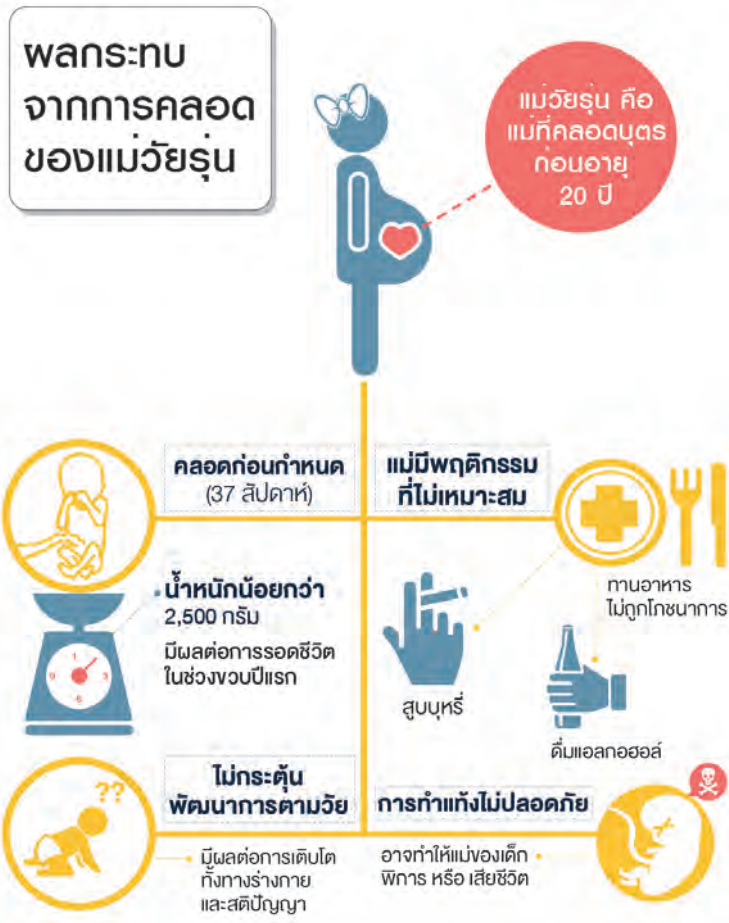 ผลกระทบ
จากการคลอด
ของแม่วัยรุ่น
แม่วัยรุ่น คือ
แม่ที่คลอดบุตร
ก่อนอายุ
20 ปี
คลอดก่อนกำหนด
(37 สัปดาห์)
น้ำหนักน้อยกว่า
2,500 กรัม
มีผลต่อการรอดชีวิต
ในช่วงขวบปีแรก
1
3
6
9
แม่มีพฤติกรรม
ที่ไม่เหมาะสม
ทานอาหาร
ไม่ถูกโภชนาการ
สูบบุหรี่
ดื่มแอลกอฮอล์
??
ไม่กระตุ้น
พัฒนาการตามวัย
มีผลต่อการเติบโต
ทั้งทางร่างกาย
และสติปัญญา
การทำแท้งไม่ปลอดภัย
อาจทำให้แม่ของเด็ก
พิการ หรือ เสียชีวิต